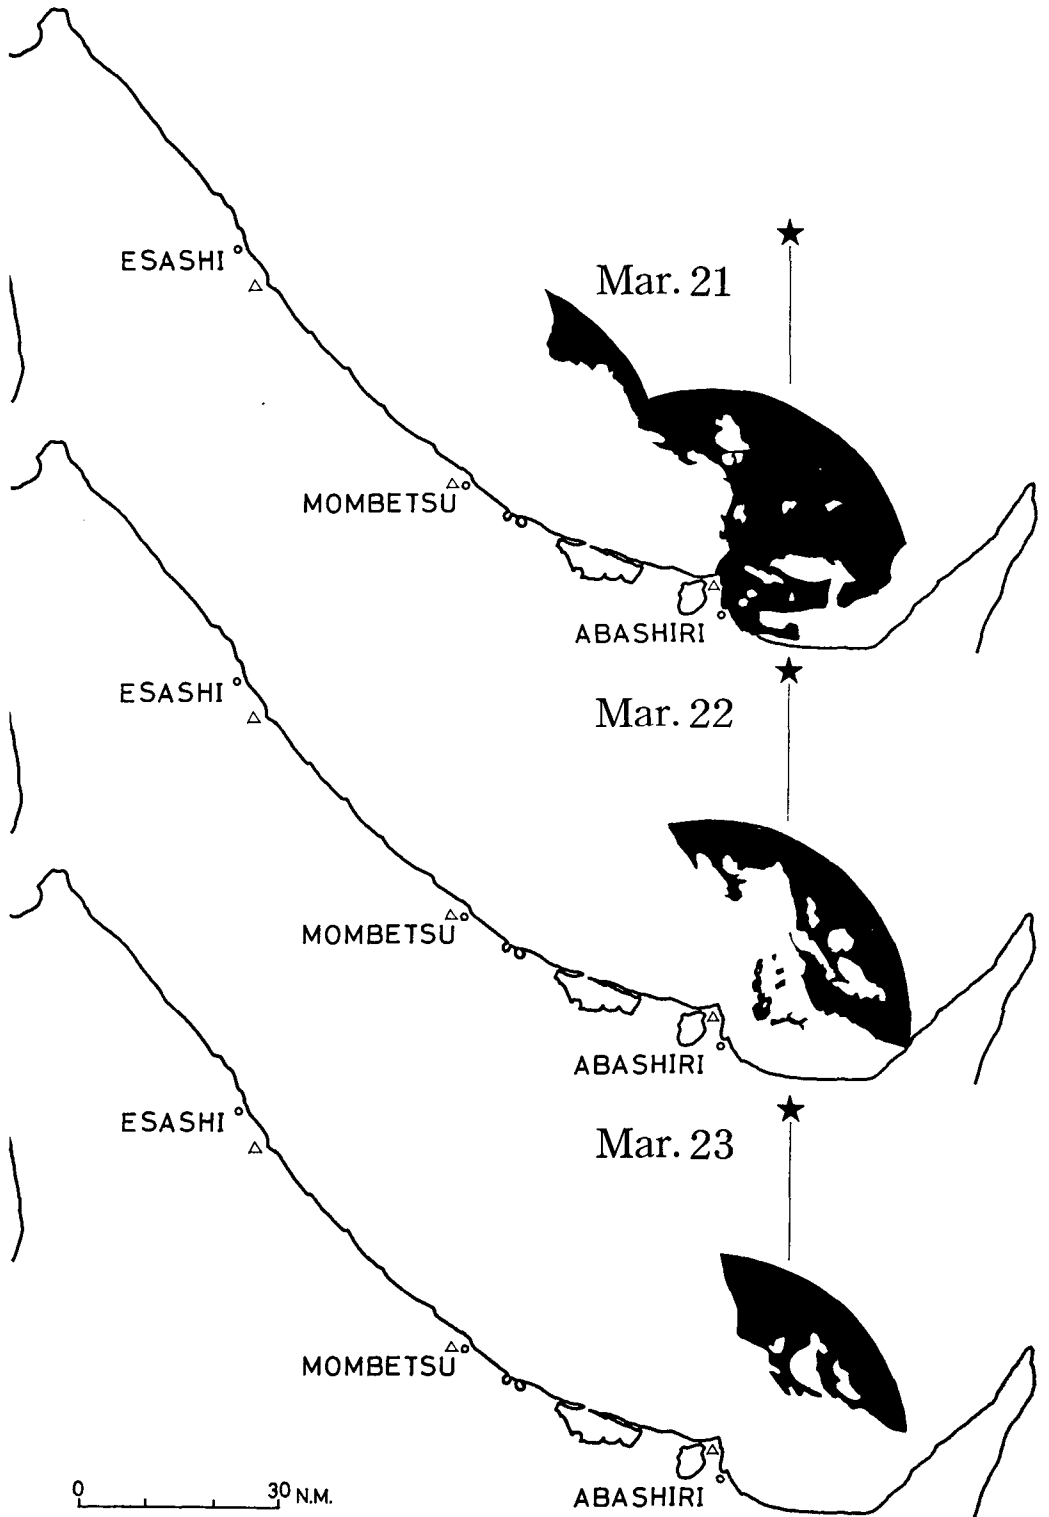 ESASHI
Mar. 21
MOMBETSU
ABASHIRI
ESASHI
Mar. 22
MOMBETSU
ABASHIRI
ESASHI
Mar. 23
MOMBETSU
ABASHIRI
0 30 N.M.